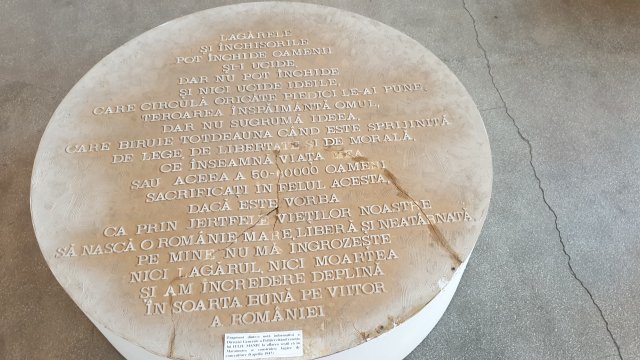 LAGĂRELE
ȘI ÎNCHISORILE
POT ÎNCHIDE OAMENII
ȘI-I UCIDE,
DAR NU POT ÎNCHIDE
ȘI NICI UCIDE IDEILE,
CARE CIRCULĂ ORICÂTE PIEDICI LE-AI PUNE.
TEROAREA ÎNSPĂIMÂNTĂ OMUL,
DAR NU SUGRUMĂ IDEEA,
CARE BIRUIE TOTDEAUNA CÂND ESTE SPRIJINITĂ
DE LEGE, DE LIBERTATE ȘI DE MORALĂ,
CE ÎNSEAMNĂ VIAȚA MEA
SAU ACEEA A 50-60000 OAMENI
SACRIFICAȚI IN FELUL ACESTA,
DACĂ ESTE VORBA
CA PRIN JERTFELE VIEȚILOR NOASTRE
SĂ NASCĂ O ROMÂNIE MARE, LIBERĂ ȘI NEATÂRNATĂ,
PE MINE NU MĂ ÎNGROZEȘTE
NICI LAGĂRUL, NICI MOARTEA
ȘI AM ÎNCREDERE DEPLINĂ
ÎN SOARTA BUNĂ PE VIITOR
A ROMÂNIEI